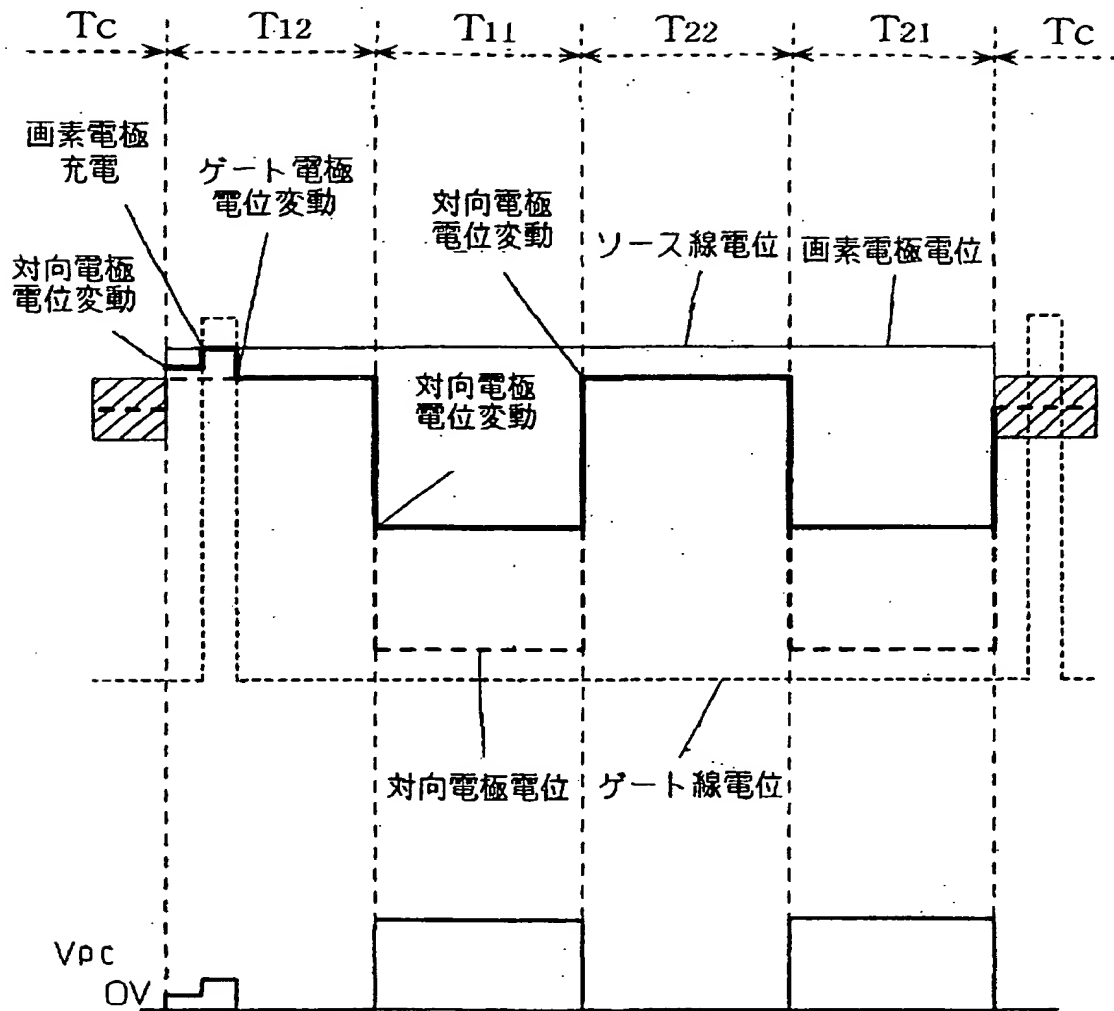 Tc T12 T11 T22 T21 Tc
画素電極
充電
ゲート電極
電位変動
対向電極
電位変動
ソース線電位
画素電極電位
対向電極
電位変動
対向電極
電位変動
対向電極電位
ゲート線電位
Vpc
0V